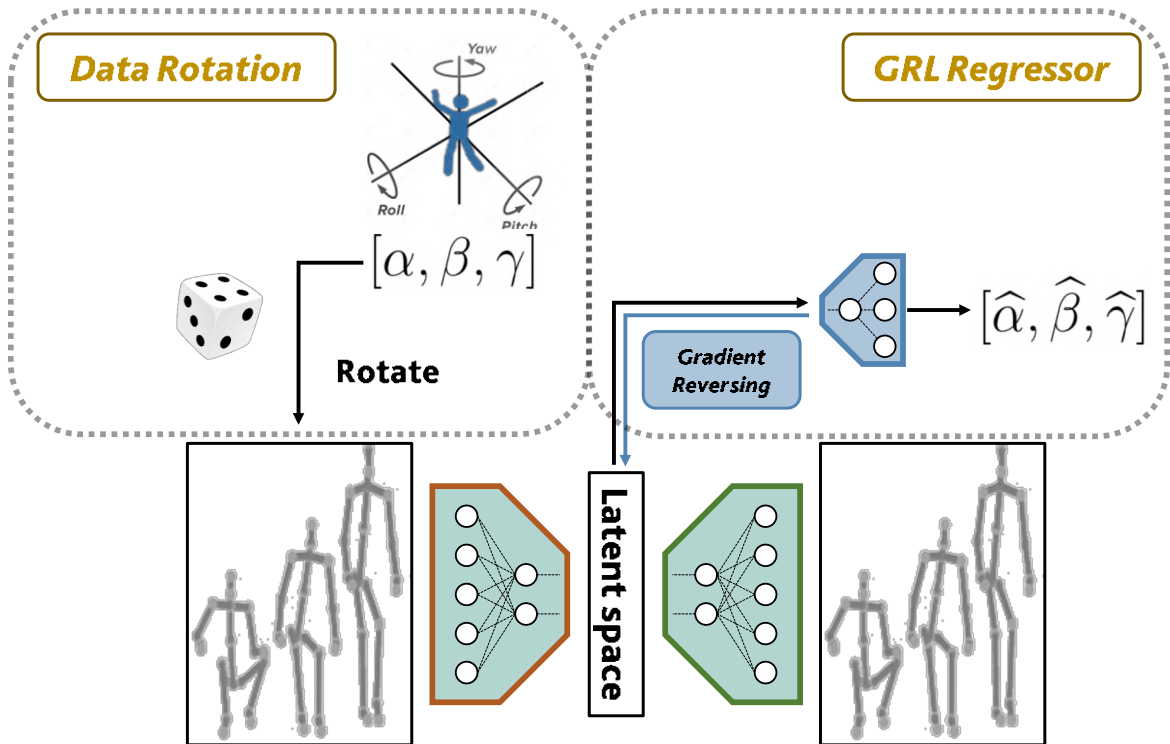 Data Rotation
Yaw
Roll
Pitch
[α, β, γ]
Rotate
GRL Regressor
Gradient
Reversing
[α̂, β̂, γ̂]
Latent space